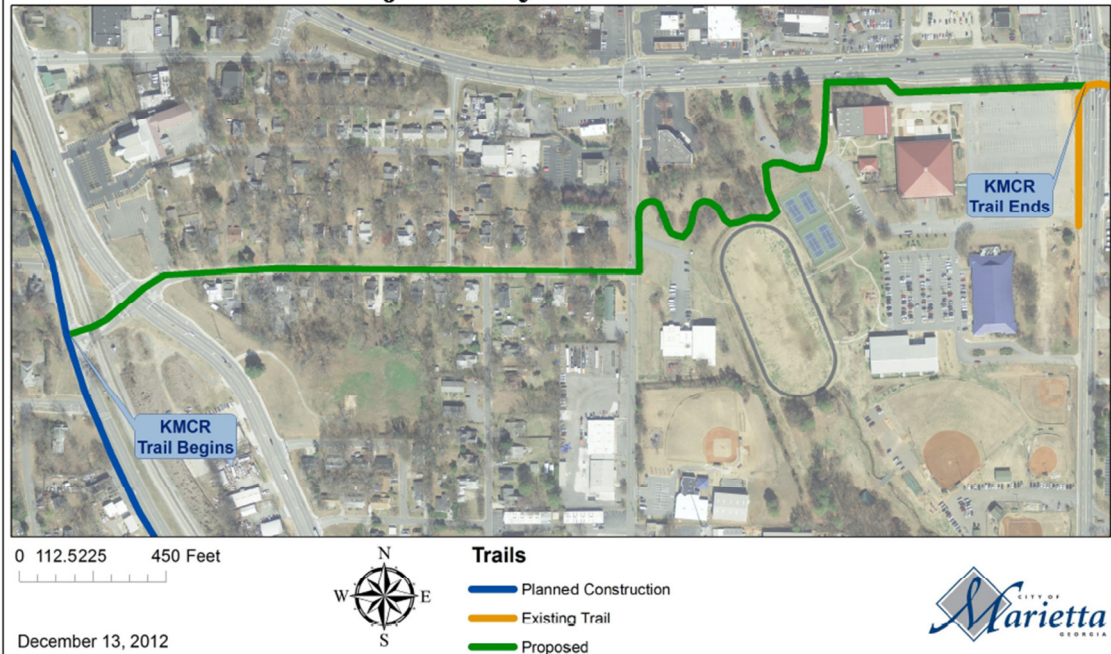 KMCR
Trail Ends
KMCR
Trail Begins
0 112.5225 450 Feet
December 13, 2012
N
W E
S
Trails
Planned Construction
Existing Trail
Proposed
CITY OF
Marietta
GEORGIA